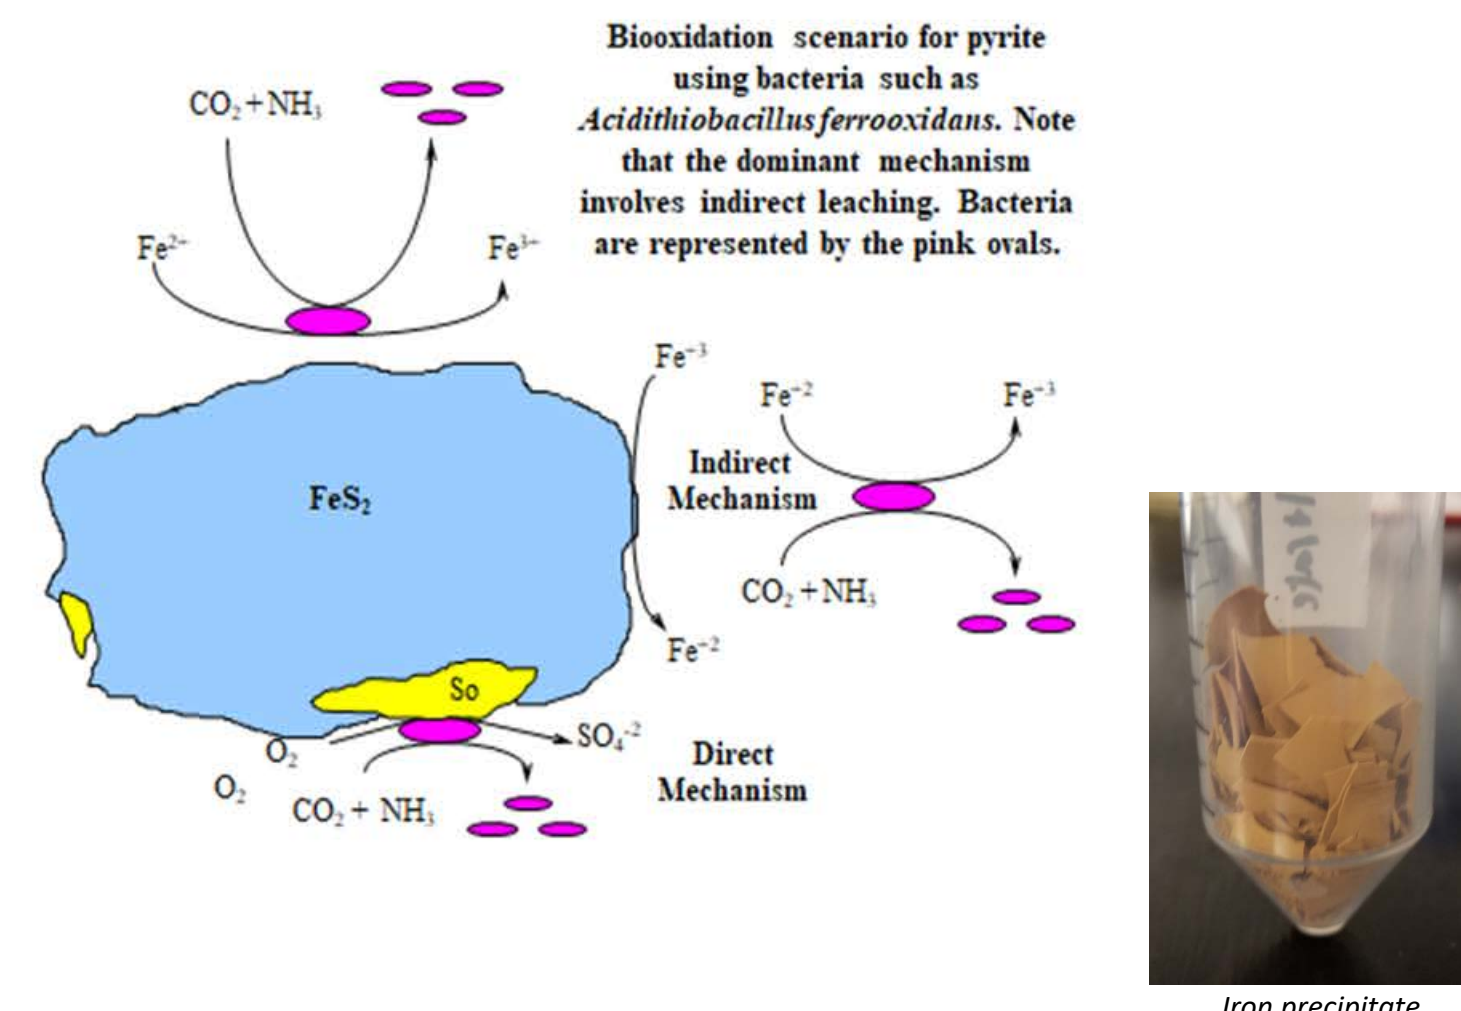 Biooxidation scenario for pyrite
using bacteria such as
Acidithiobacillus ferrooxidans. Note
that the dominant mechanism
involves indirect leaching. Bacteria
are represented by the pink ovals.
CO₂ + NH₃
Fe²⁺
Fe³⁺
Fe⁺³
Fe⁺²
Fe⁺³
Indirect
Mechanism
FeS₂
CO₂ + NH₃
Fe⁺²
So
SO₄⁻²
O₂
O₂
Direct
Mechanism
CO₂ + NH₃
Iron precipitate